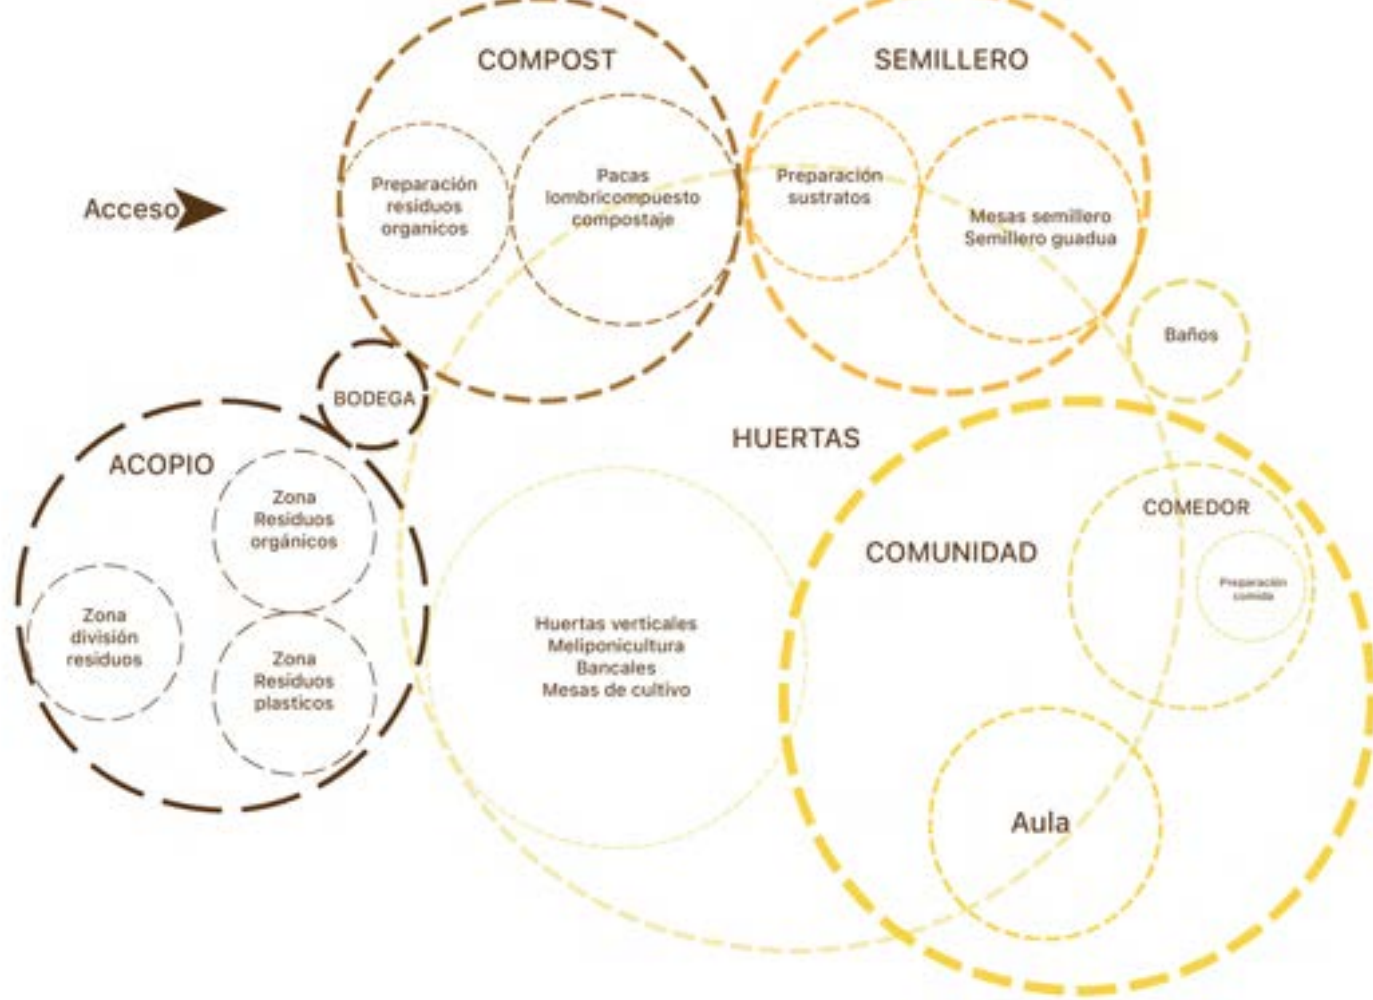 COMPOST
SEMILLERO
Acceso
Preparación
residuos
organicos
Pacas
lombricompuesto
compostaje
Preparación
sustratos
Mesas semillero
Semillero guadua
Baños
BODEGA
HUERTAS
ACOPIO
Zona
Residuos
orgánicos
Zona
división
residuos
Zona
Residuos
plasticos
Huertas verticales
Meliponicultura
Bancales
Mesas de cultivo
COMUNIDAD
COMEDOR
Preparación
comida
Aula